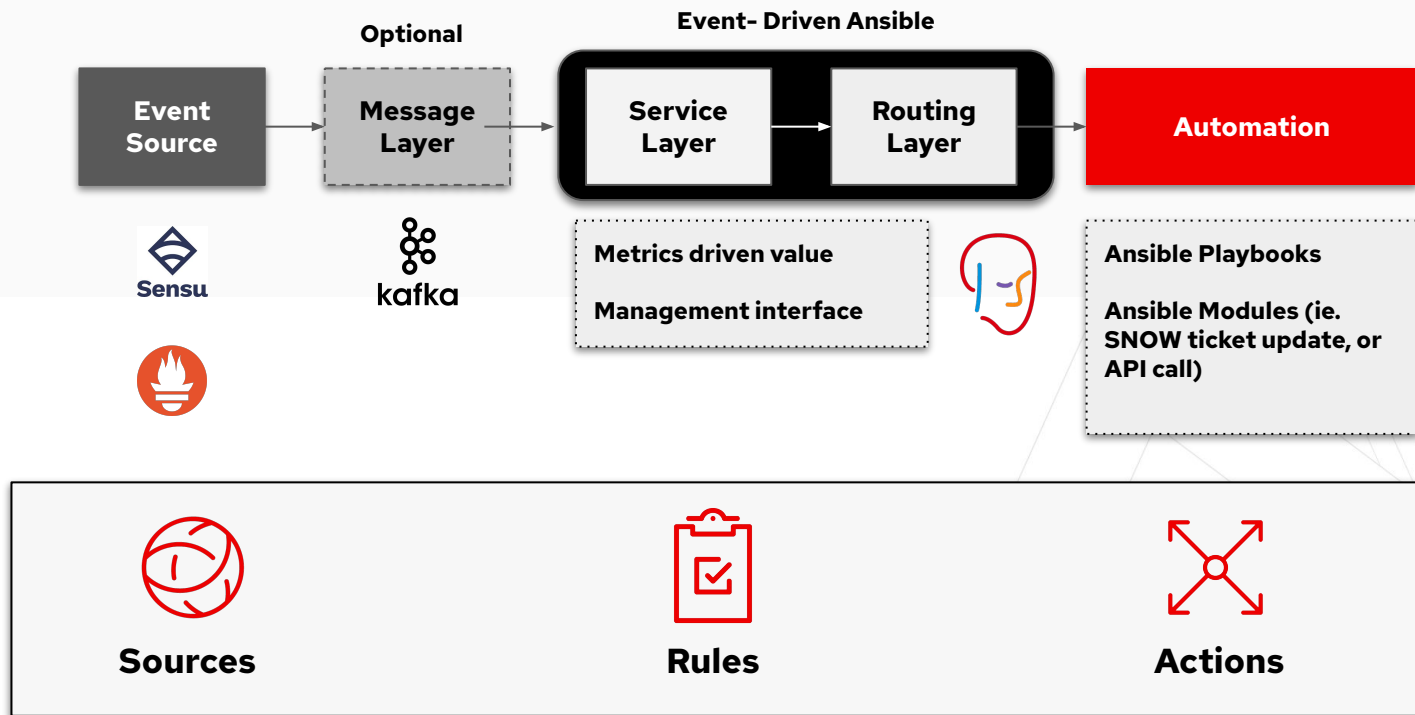 Optional
Event- Driven Ansible
Event
Source
Message
Layer
Service
Layer
Routing
Layer
Automation
Sensu
kafka
Metrics driven value
Management interface
Ansible Playbooks
Ansible Modules (ie.
SNOW ticket update, or
API call)
Sources
Rules
Actions